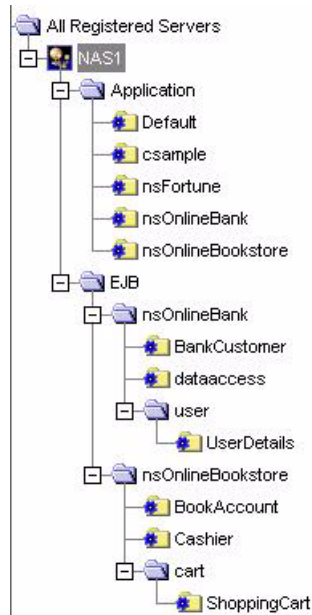 All Registered Servers
NAS1
Application
Default
csample
nsFortune
nsOnlineBank
nsOnlineBookstore
EJB
nsOnlineBank
BankCustomer
dataaccess
user
UserDetails
nsOnlineBookstore
BookAccount
Cashier
cart
ShoppingCart